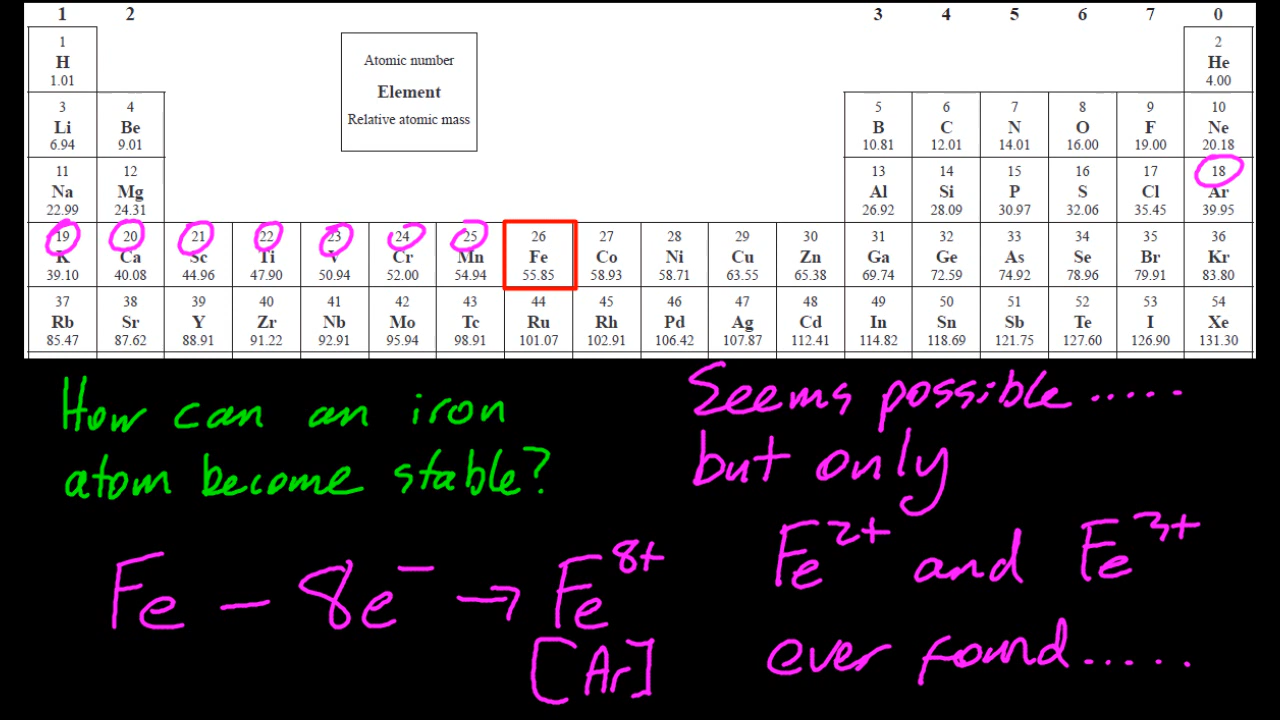 1 2 3 4 5 6 7 0
1 2
H Atomic number He
1.01 4.00
Element
Relative atomic mass
3 4 5 6 7 8 9 10
Li Be B C N O F Ne
6.94 9.01 10.81 12.01 14.01 16.00 19.00 20.18
11 12 13 14 15 16 17 18
Na Mg Al Si P S Cl Ar
22.99 24.31 26.92 28.09 30.97 32.06 35.45 39.95
19 20 21 22 23 24 25 26 27 28 29 30 31 32 33 34 35 36
K Ca Sc Ti V Cr Mn Fe Co Ni Cu Zn Ga Ge As Se Br Kr
39.10 40.08 44.96 47.90 50.94 52.00 54.94 55.85 58.93 58.71 63.55 65.38 69.74 72.59 74.92 78.96 79.91 83.80
37 38 39 40 41 42 43 44 45 46 47 48 49 50 51 52 53 54
Rb Sr Y Zr Nb Mo Tc Ru Rh Pd Ag Cd In Sn Sb Te I Xe
85.47 87.62 88.91 91.22 92.91 95.94 98.91 101.07 102.91 106.42 107.87 112.41 114.82 118.69 121.75 127.60 126.90 131.30
How can an iron
atom become stable?
Fe - 8e⁻ → Fe⁸⁺
[Ar]
Seems possible.....
but only
Fe²⁺ and Fe³⁺
ever found.....